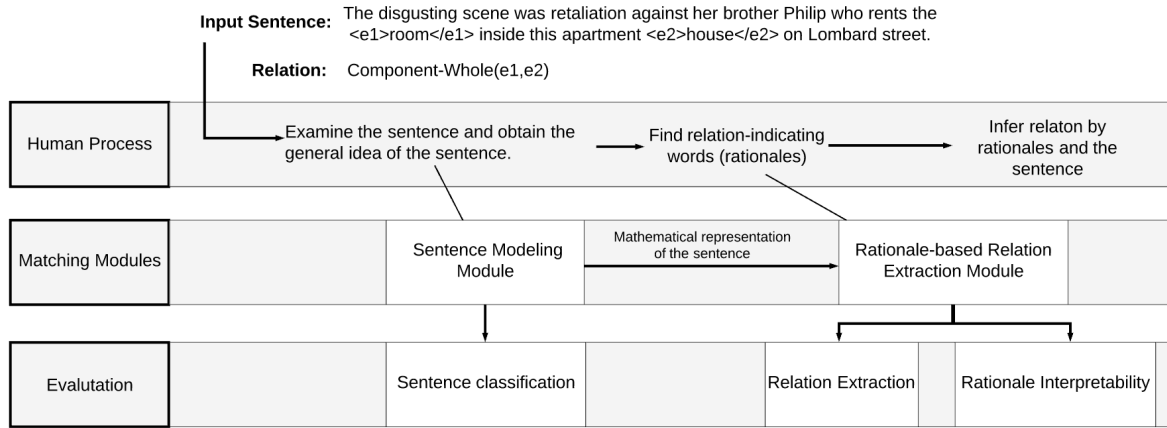 Input Sentence: The disgusting scene was retaliation against her brother Philip who rents the
<e1>room</e1> inside this apartment <e2>house</e2> on Lombard street.
Relation: Component-Whole(e1,e2)
Human Process
Examine the sentence and obtain the
general idea of the sentence.
Find relation-indicating
words (rationales)
Infer relaton by
rationales and the
sentence
Matching Modules
Sentence Modeling
Module
Mathematical representation
of the sentence
Rationale-based Relation
Extraction Module
Evalutation
Sentence classification
Relation Extraction
Rationale Interpretability